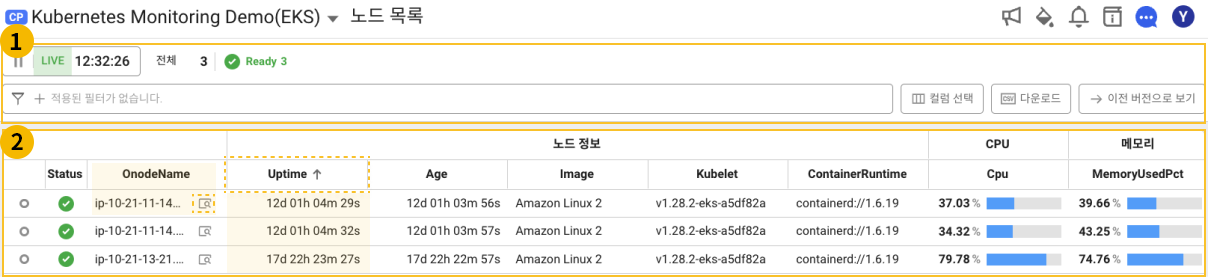 CP Kubernetes Monitoring Demo(EKS) 노드 목록 Y
1
LIVE 12:32:26 전체 3 Ready 3
적용된 필터가 없습니다. 컬럼 선택 CSV 다운로드 이전 버전으로 보기
2
노드 정보 CPU 메모리
Status OnodeName Uptime ↑ Age Image Kubelet ContainerRuntime Cpu MemoryUsedPct
ip-10-21-11-14... 12d 01h 04m 29s 12d 01h 03m 56s Amazon Linux 2 v1.28.2-eks-a5df82a containerd://1.6.19 37.03 % 39.66 %
ip-10-21-11-14.... 12d 01h 04m 32s 12d 01h 03m 57s Amazon Linux 2 v1.28.2-eks-a5df82a containerd://1.6.19 34.32 % 43.25 %
ip-10-21-13-21.... 17d 22h 23m 27s 17d 22h 22m 57s Amazon Linux 2 v1.28.2-eks-a5df82a containerd://1.6.19 79.78 % 74.76 %